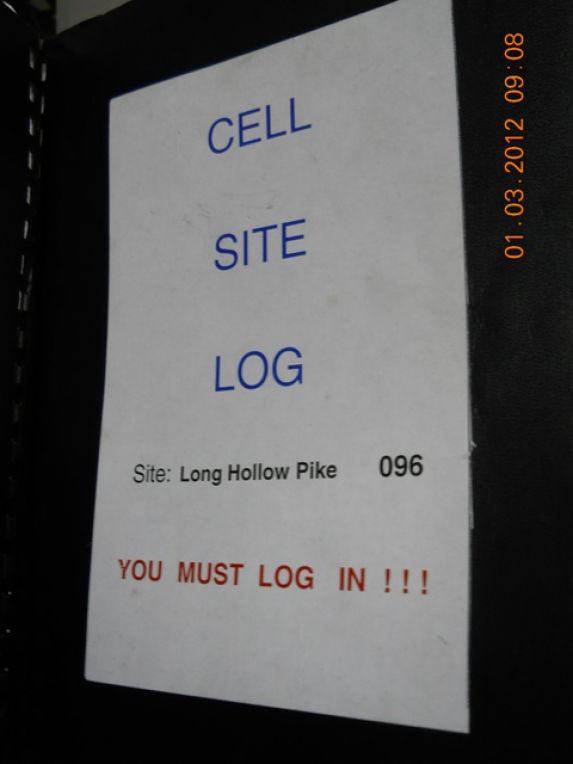 CELL
SITE
LOG
Site: Long Hollow Pike 096
YOU MUST LOG IN ! ! !
01.03.2012 09:08